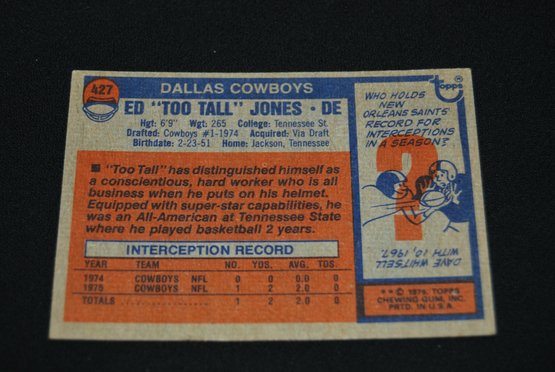 427
DALLAS COWBOYS
ED "TOO TALL" JONES • DE
Hgt: 6'9" Wgt: 265 College: Tennessee St.
Drafted: Cowboys #1-1974 Acquired: Via Draft
Birthdate: 2-23-51 Home: Jackson, Tennessee
"Too Tall" has distinguished himself as
a conscientious, hard worker who is all
business when he puts on his helmet.
Equipped with super-star capabilities, he
was an All-American at Tennessee State
where he played basketball 2 years.
INTERCEPTION RECORD
YEAR TEAM NO. YDS. AVG. TDS.
1974 COWBOYS NFL 0 0 0.0 0
1975 COWBOYS NFL 1 2 2.0 0
TOTALS 1 2 2.0 0
topps ®
WHO HOLDS
NEW
ORLEANS SAINTS'
RECORD FOR
INTERCEPTIONS
IN A SEASON?
?
DAVE WHITSELL
WITH 10, 1967.
**© 1976, TOPPS
CHEWING GUM, INC.
PRTD. IN U.S.A.